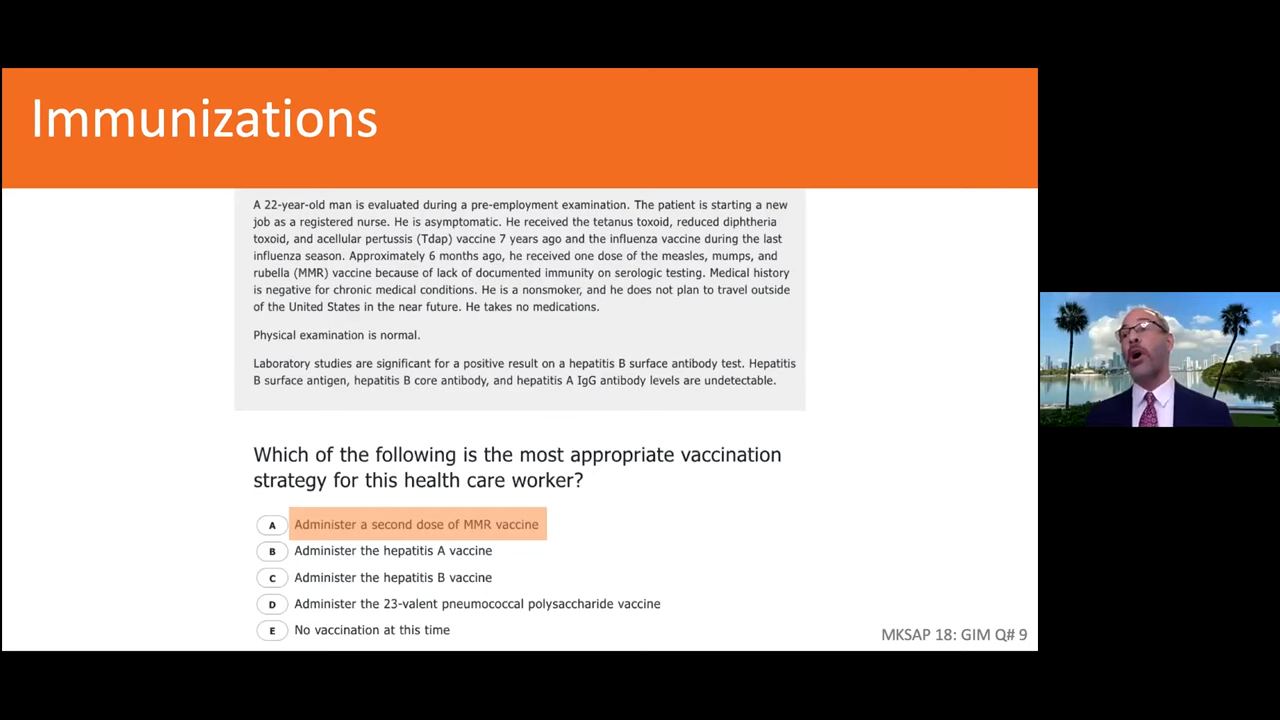 Immunizations
A 22-year-old man is evaluated during a pre-employment examination. The patient is starting a new
job as a registered nurse. He is asymptomatic. He received the tetanus toxoid, reduced diphtheria
toxoid, and acellular pertussis (Tdap) vaccine 7 years ago and the influenza vaccine during the last
influenza season. Approximately 6 months ago, he received one dose of the measles, mumps, and
rubella (MMR) vaccine because of lack of documented immunity on serologic testing. Medical history
is negative for chronic medical conditions. He is a nonsmoker, and he does not plan to travel outside
of the United States in the near future. He takes no medications.
Physical examination is normal.
Laboratory studies are significant for a positive result on a hepatitis B surface antibody test. Hepatitis
B surface antigen, hepatitis B core antibody, and hepatitis A IgG antibody levels are undetectable.
Which of the following is the most appropriate vaccination
strategy for this health care worker?
A Administer a second dose of MMR vaccine
B Administer the hepatitis A vaccine
C Administer the hepatitis B vaccine
D Administer the 23-valent pneumococcal polysaccharide vaccine
E No vaccination at this time
MKSAP 18: GIM Q# 9